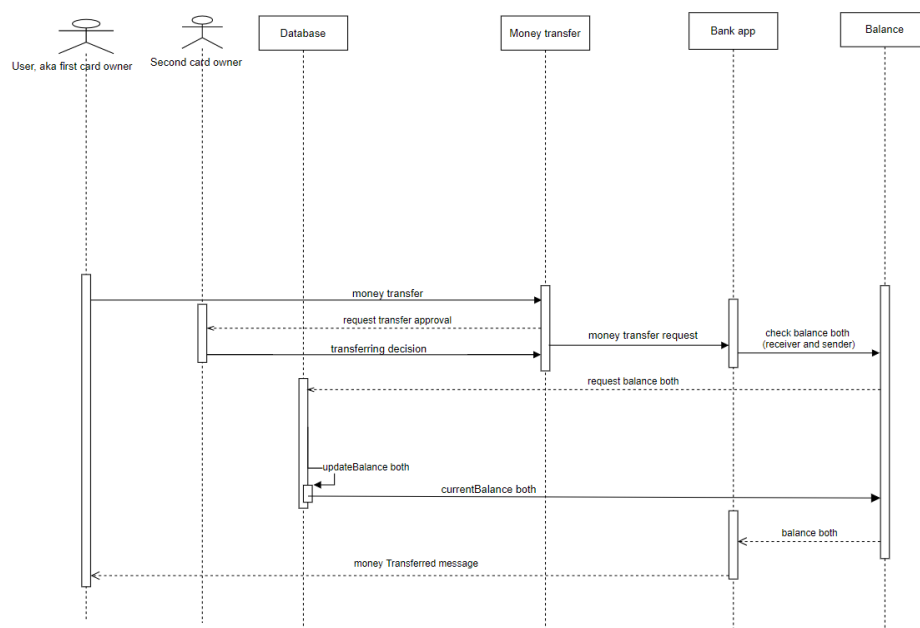 User, aka first card owner
Second card owner
Database
Money transfer
Bank app
Balance
money transfer
request transfer approval
money transfer request
check balance both
(receiver and sender)
transferring decision
request balance both
updateBalance both
currentBalance both
balance both
money Transferred message